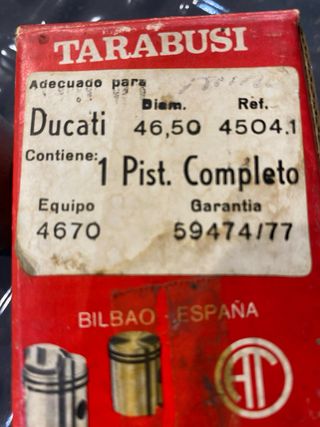 TARABUSI
Adecuado para
Diam. Ref.
Ducati 46,50 4504.1
Contiene:
1 Pist. Completo
Equipo Garantia
4670 59474/77
BILBAO - ESPAÑA
AT